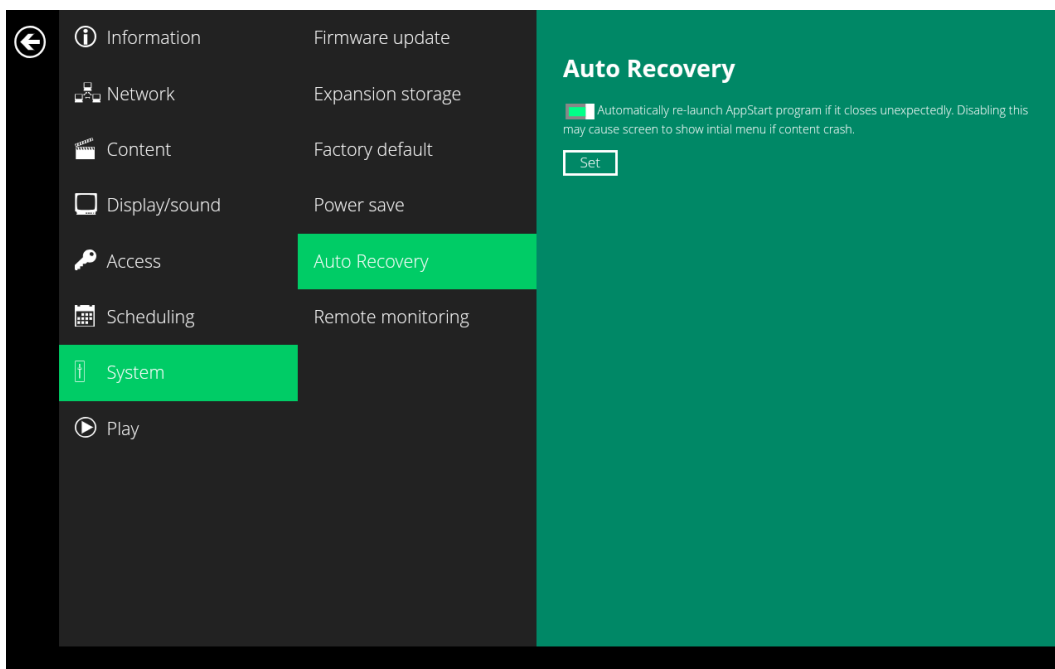 Information
Network
Content
Display/sound
Access
Scheduling
System
Play
Firmware update
Expansion storage
Factory default
Power save
Auto Recovery
Remote monitoring
Auto Recovery
Automatically re-launch AppStart program if it closes unexpectedly. Disabling this
may cause screen to show intial menu if content crash.
Set